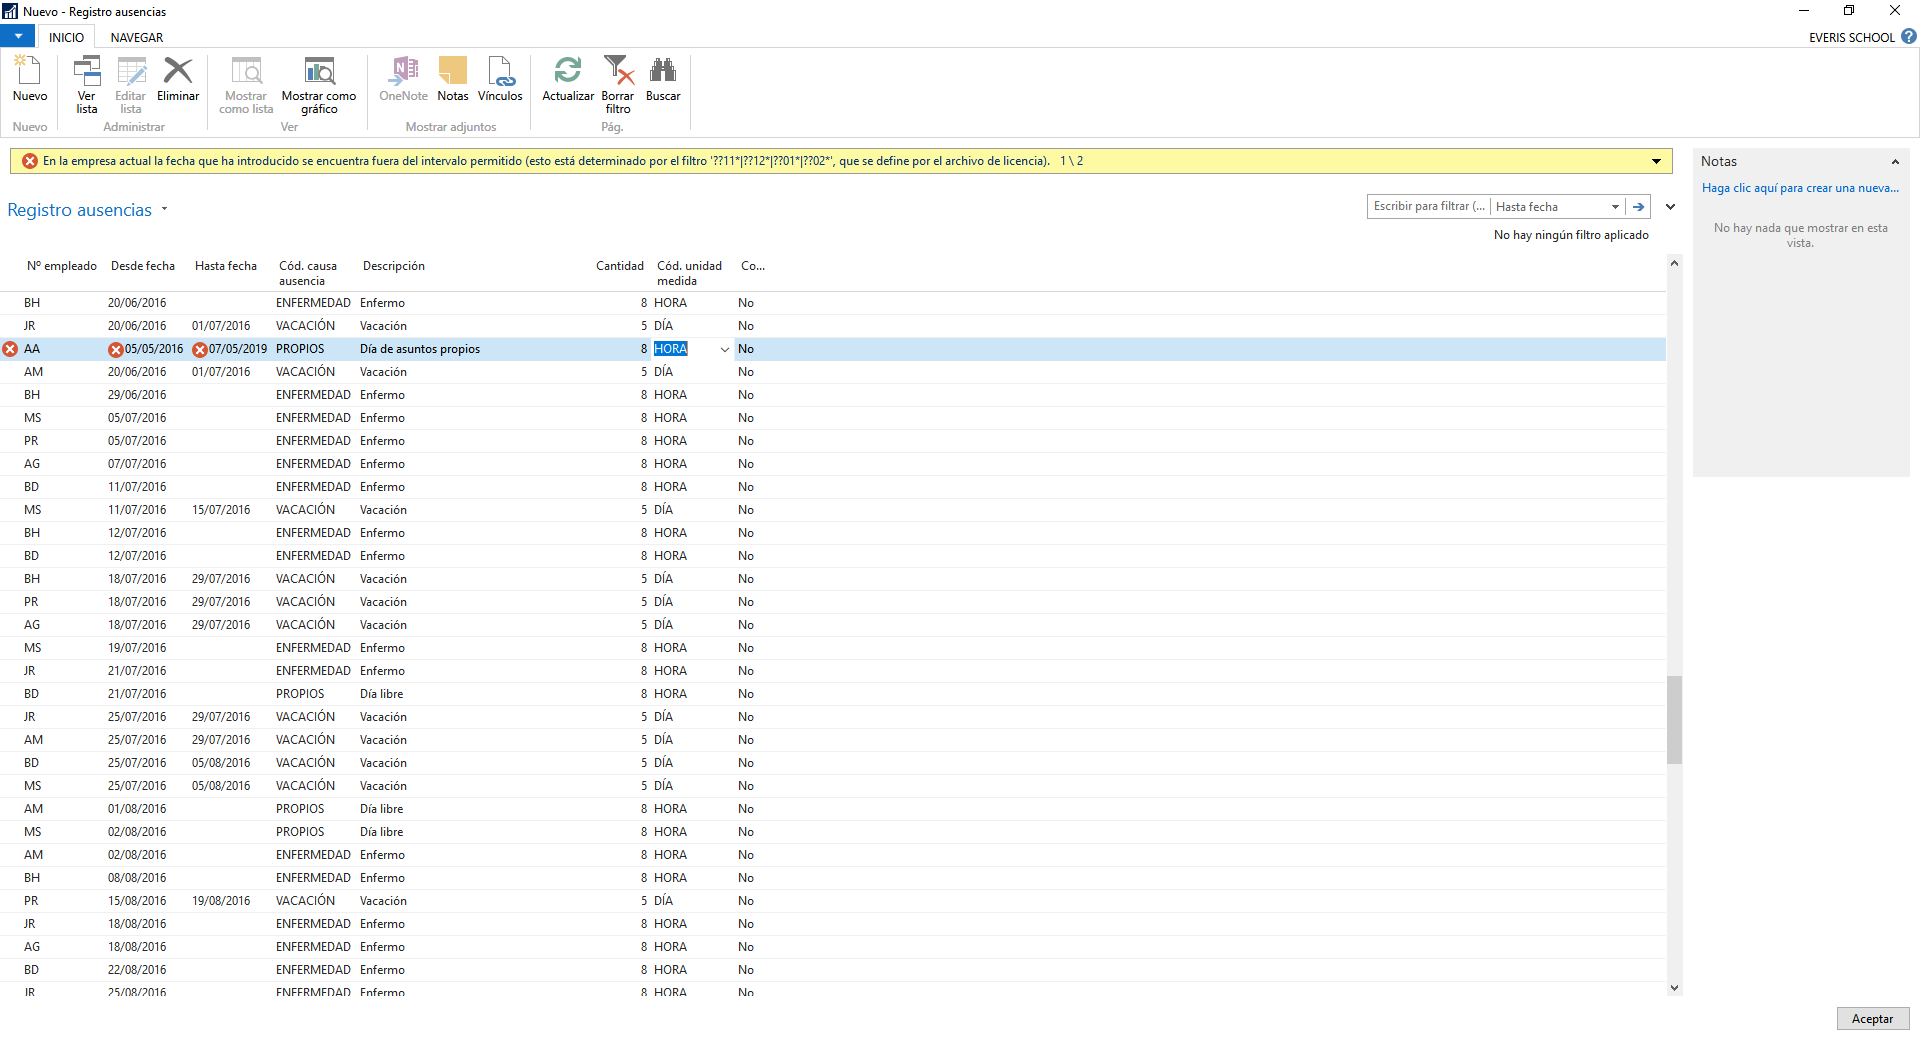 Nuevo - Registro ausencias
INICIO NAVEGAR EVERIS SCHOOL
Nuevo Ver lista Editar lista Eliminar Mostrar como lista Mostrar como gráfico OneNote Notas Vínculos Actualizar Borrar filtro Buscar
Nuevo Administrar Ver Mostrar adjuntos Pág.
En la empresa actual la fecha que ha introducido se encuentra fuera del intervalo permitido (esto está determinado por el filtro '??11*|??12*|??01*|??02*', que se define por el archivo de licencia). 1 \ 2
Registro ausencias
Escribir para filtrar (... Hasta fecha
No hay ningún filtro aplicado
Nº empleado Desde fecha Hasta fecha Cód. causa ausencia Descripción Cantidad Cód. unidad medida Co...
BH 20/06/2016 ENFERMEDAD Enfermo 8 HORA No
JR 20/06/2016 01/07/2016 VACACIÓN Vacación 5 DÍA No
AA 05/05/2016 07/05/2019 PROPIOS Día de asuntos propios 8 HORA No
AM 20/06/2016 01/07/2016 VACACIÓN Vacación 5 DÍA No
BH 29/06/2016 ENFERMEDAD Enfermo 8 HORA No
MS 05/07/2016 ENFERMEDAD Enfermo 8 HORA No
PR 05/07/2016 ENFERMEDAD Enfermo 8 HORA No
AG 07/07/2016 ENFERMEDAD Enfermo 8 HORA No
BD 11/07/2016 ENFERMEDAD Enfermo 8 HORA No
MS 11/07/2016 15/07/2016 VACACIÓN Vacación 5 DÍA No
BH 12/07/2016 ENFERMEDAD Enfermo 8 HORA No
BD 12/07/2016 ENFERMEDAD Enfermo 8 HORA No
BH 18/07/2016 29/07/2016 VACACIÓN Vacación 5 DÍA No
PR 18/07/2016 29/07/2016 VACACIÓN Vacación 5 DÍA No
AG 18/07/2016 29/07/2016 VACACIÓN Vacación 5 DÍA No
MS 19/07/2016 ENFERMEDAD Enfermo 8 HORA No
JR 21/07/2016 ENFERMEDAD Enfermo 8 HORA No
BD 21/07/2016 PROPIOS Día libre 8 HORA No
JR 25/07/2016 29/07/2016 VACACIÓN Vacación 5 DÍA No
AM 25/07/2016 29/07/2016 VACACIÓN Vacación 5 DÍA No
BD 25/07/2016 05/08/2016 VACACIÓN Vacación 5 DÍA No
MS 25/07/2016 05/08/2016 VACACIÓN Vacación 5 DÍA No
AM 01/08/2016 PROPIOS Día libre 8 HORA No
MS 02/08/2016 PROPIOS Día libre 8 HORA No
AM 02/08/2016 ENFERMEDAD Enfermo 8 HORA No
BH 08/08/2016 ENFERMEDAD Enfermo 8 HORA No
PR 15/08/2016 19/08/2016 VACACIÓN Vacación 5 DÍA No
JR 18/08/2016 ENFERMEDAD Enfermo 8 HORA No
AG 18/08/2016 ENFERMEDAD Enfermo 8 HORA No
BD 22/08/2016 ENFERMEDAD Enfermo 8 HORA No
JR 25/08/2016 ENFERMEDAD Enfermo 8 HORA No
Notas
Haga clic aquí para crear una nueva...
No hay nada que mostrar en esta
vista.
Aceptar